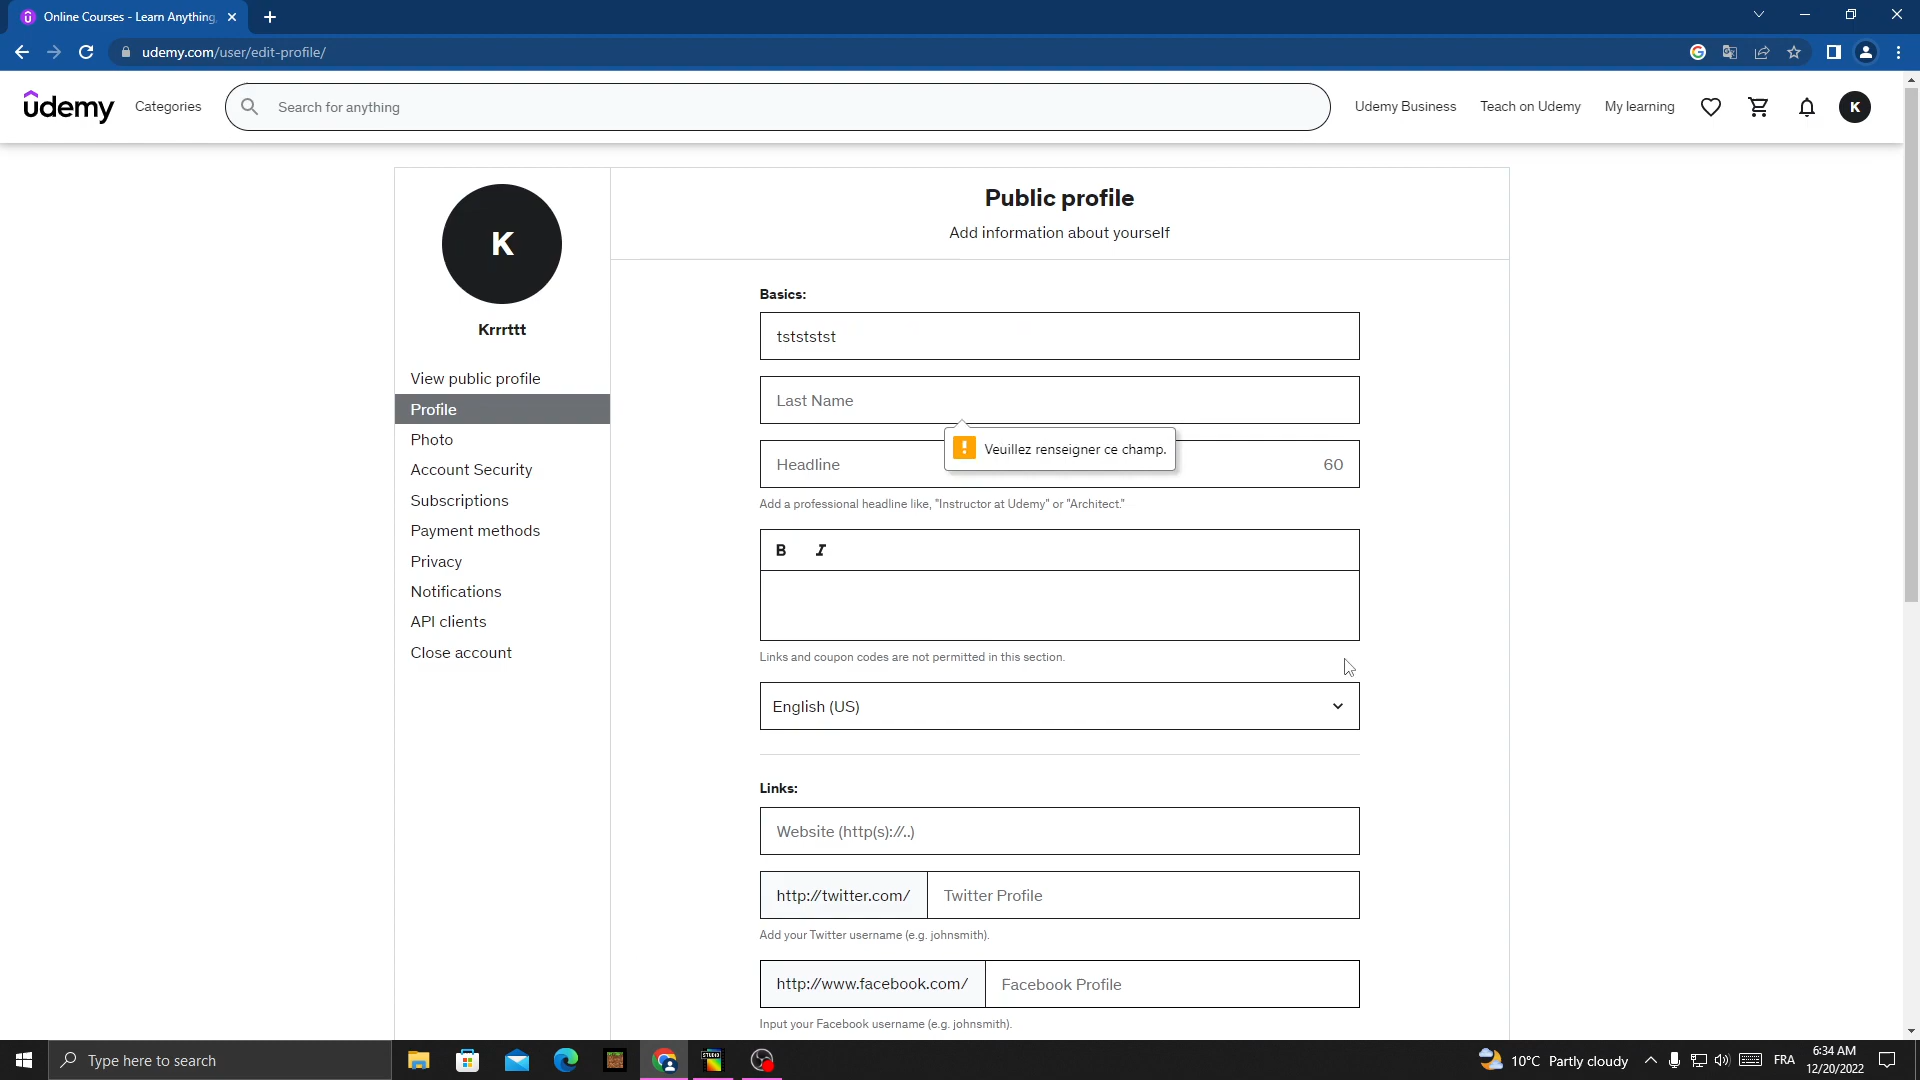 Online Courses - Learn Anything,
udemy.com/user/edit-profile/
udemy
Categories
Search for anything
Udemy Business
Teach on Udemy
My learning
K
K
Krrrttt
View public profile
Profile
Photo
Account Security
Subscriptions
Payment methods
Privacy
Notifications
API clients
Close account
Public profile
Add information about yourself
Basics:
tstststst
Last Name
Veuillez renseigner ce champ.
Headline
60
Add a professional headline like, "Instructor at Udemy" or "Architect."
B I
Links and coupon codes are not permitted in this section.
English (US)
Links:
Website (http(s)://..)
http://twitter.com/
Twitter Profile
Add your Twitter username (e.g. johnsmith).
http://www.facebook.com/
Facebook Profile
Input your Facebook username (e.g. johnsmith).
Type here to search
STUDIO
10°C Partly cloudy
FRA
6:34 AM
12/20/2022